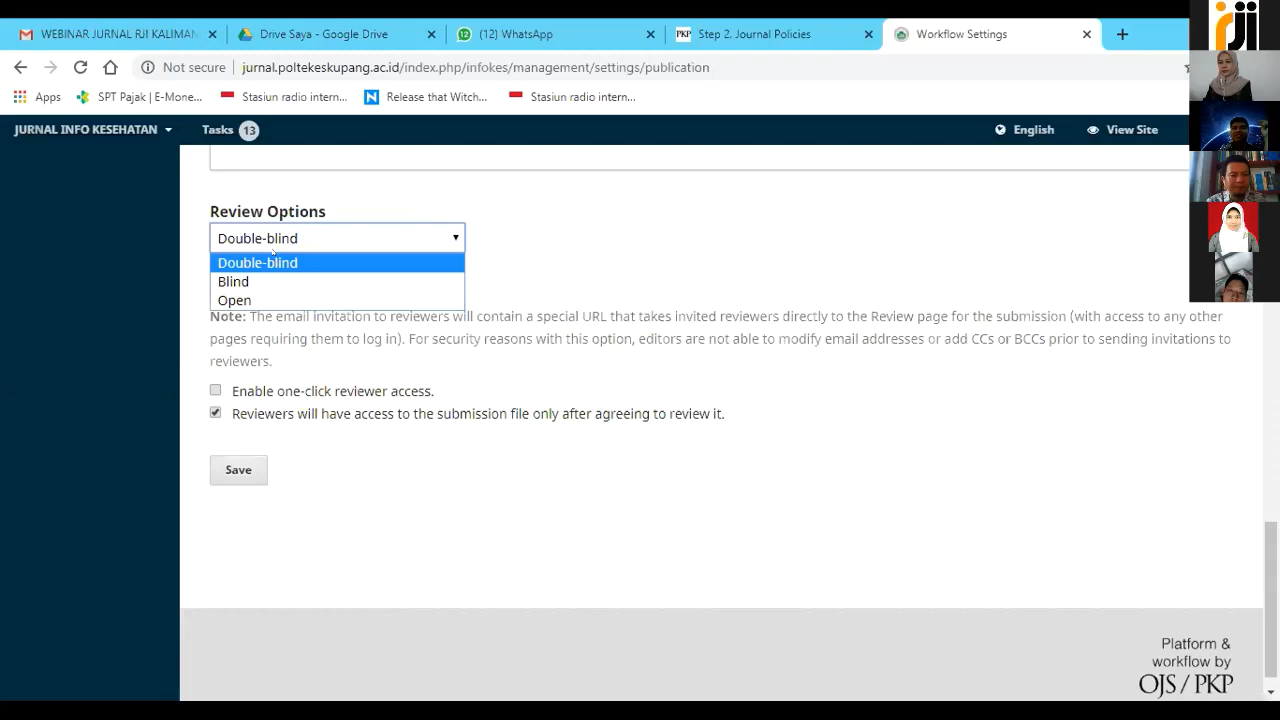 WEBINAR JURNAL RJI KALIMAN
Drive Saya - Google Drive
(12) WhatsApp
PKP Step 2. Journal Policies
Workflow Settings
Not secure jurnal.poltekeskupang.ac.id/index.php/infokes/management/settings/publication
Apps SPT Pajak | E-Mone... Stasiun radio intern... Release that Witch... Stasiun radio intern...
JURNAL INFO KESEHATAN Tasks 13 English View Site
rji
Review Options
Double-blind
Double-blind
Blind
Open
Note: The email invitation to reviewers will contain a special URL that takes invited reviewers directly to the Review page for the submission (with access to any other
pages requiring them to log in). For security reasons with this option, editors are not able to modify email addresses or add CCs or BCCs prior to sending invitations to
reviewers.
Enable one-click reviewer access.
Reviewers will have access to the submission file only after agreeing to review it.
Save
Platform &
workflow by
OJS / PKP